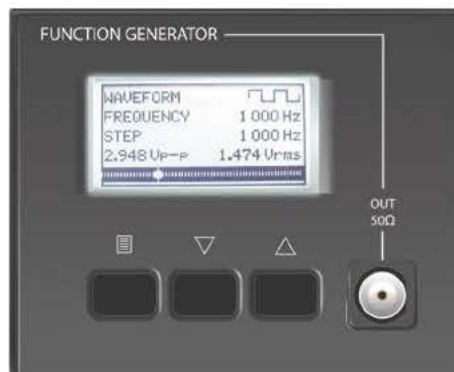 FUNCTION GENERATOR
WAVEFORM
FREQUENCY 1 000 Hz
STEP 1 000 Hz
2.948 Vp-p 1.474 Vrms
OUT
50Ω